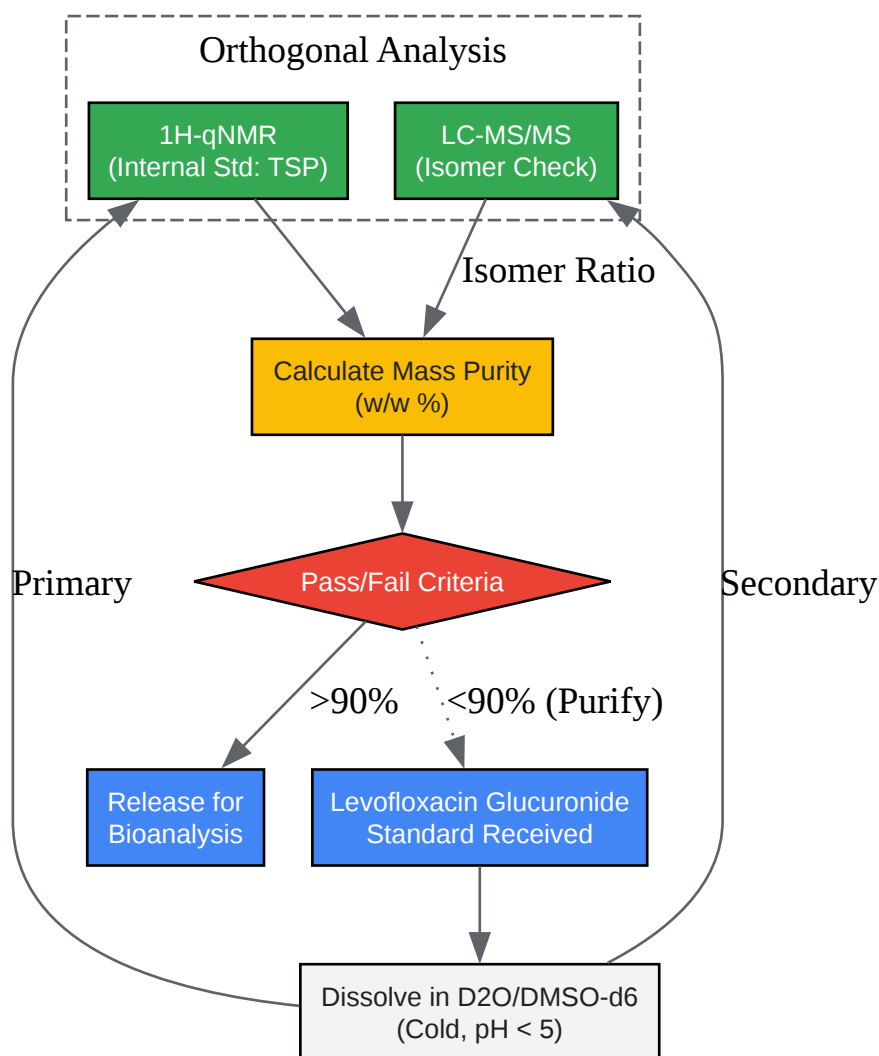 Orthogonal Analysis
1H-qNMR
(Internal Std: TSP)
LC-MS/MS
(Isomer Check)
Isomer Ratio
Calculate Mass Purity
(w/w %)
Primary
Pass/Fail Criteria
Secondary
>90%
<90% (Purify)
Release for
Bioanalysis
Levofloxacin Glucuronide
Standard Received
Dissolve in D2O/DMSO-d6
(Cold, pH < 5)